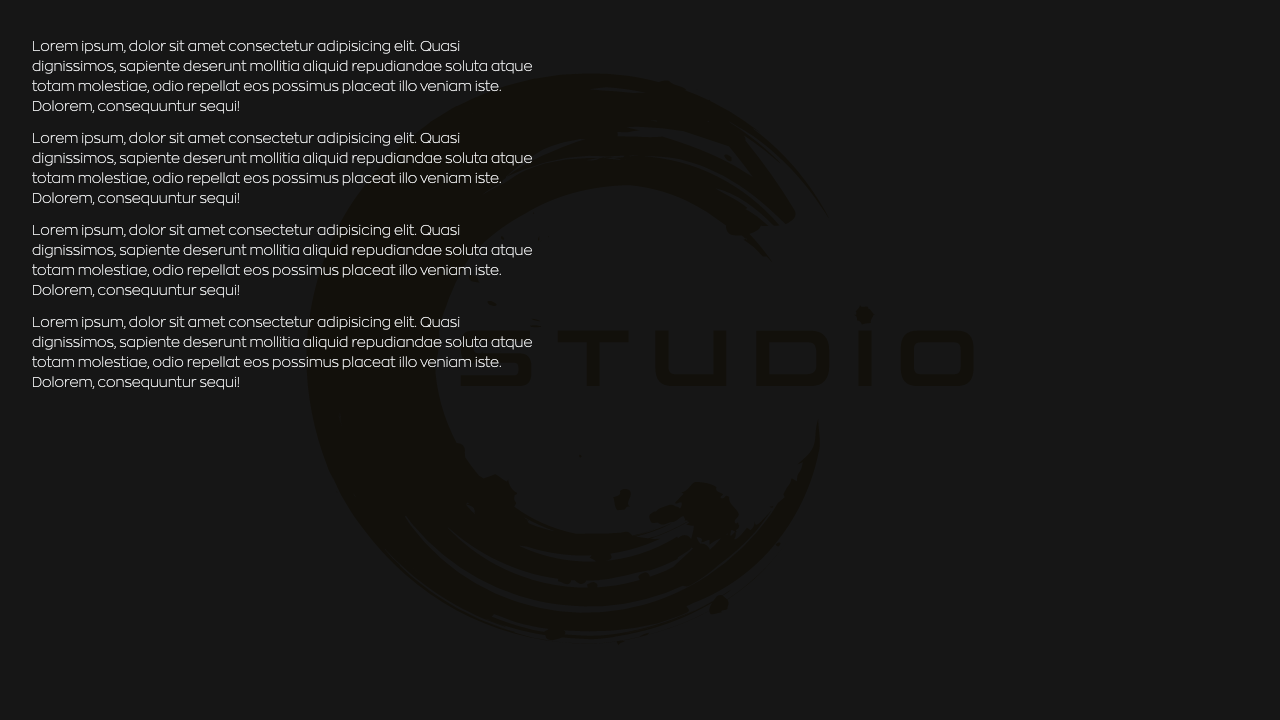 Lorem ipsum, dolor sit amet consectetur adipisicing elit. Quasi
dignissimos, sapiente deserunt mollitia aliquid repudiandae soluta atque
totam molestiae, odio repellat eos possimus placeat illo veniam iste.
Dolorem, consequuntur sequi!
Lorem ipsum, dolor sit amet consectetur adipisicing elit. Quasi
dignissimos, sapiente deserunt mollitia aliquid repudiandae soluta atque
totam molestiae, odio repellat eos possimus placeat illo veniam iste.
Dolorem, consequuntur sequi!
Lorem ipsum, dolor sit amet consectetur adipisicing elit. Quasi
dignissimos, sapiente deserunt mollitia aliquid repudiandae soluta atque
totam molestiae, odio repellat eos possimus placeat illo veniam iste.
Dolorem, consequuntur sequi!
Lorem ipsum, dolor sit amet consectetur adipisicing elit. Quasi
dignissimos, sapiente deserunt mollitia aliquid repudiandae soluta atque
totam molestiae, odio repellat eos possimus placeat illo veniam iste.
Dolorem, consequuntur sequi!
STUDiO